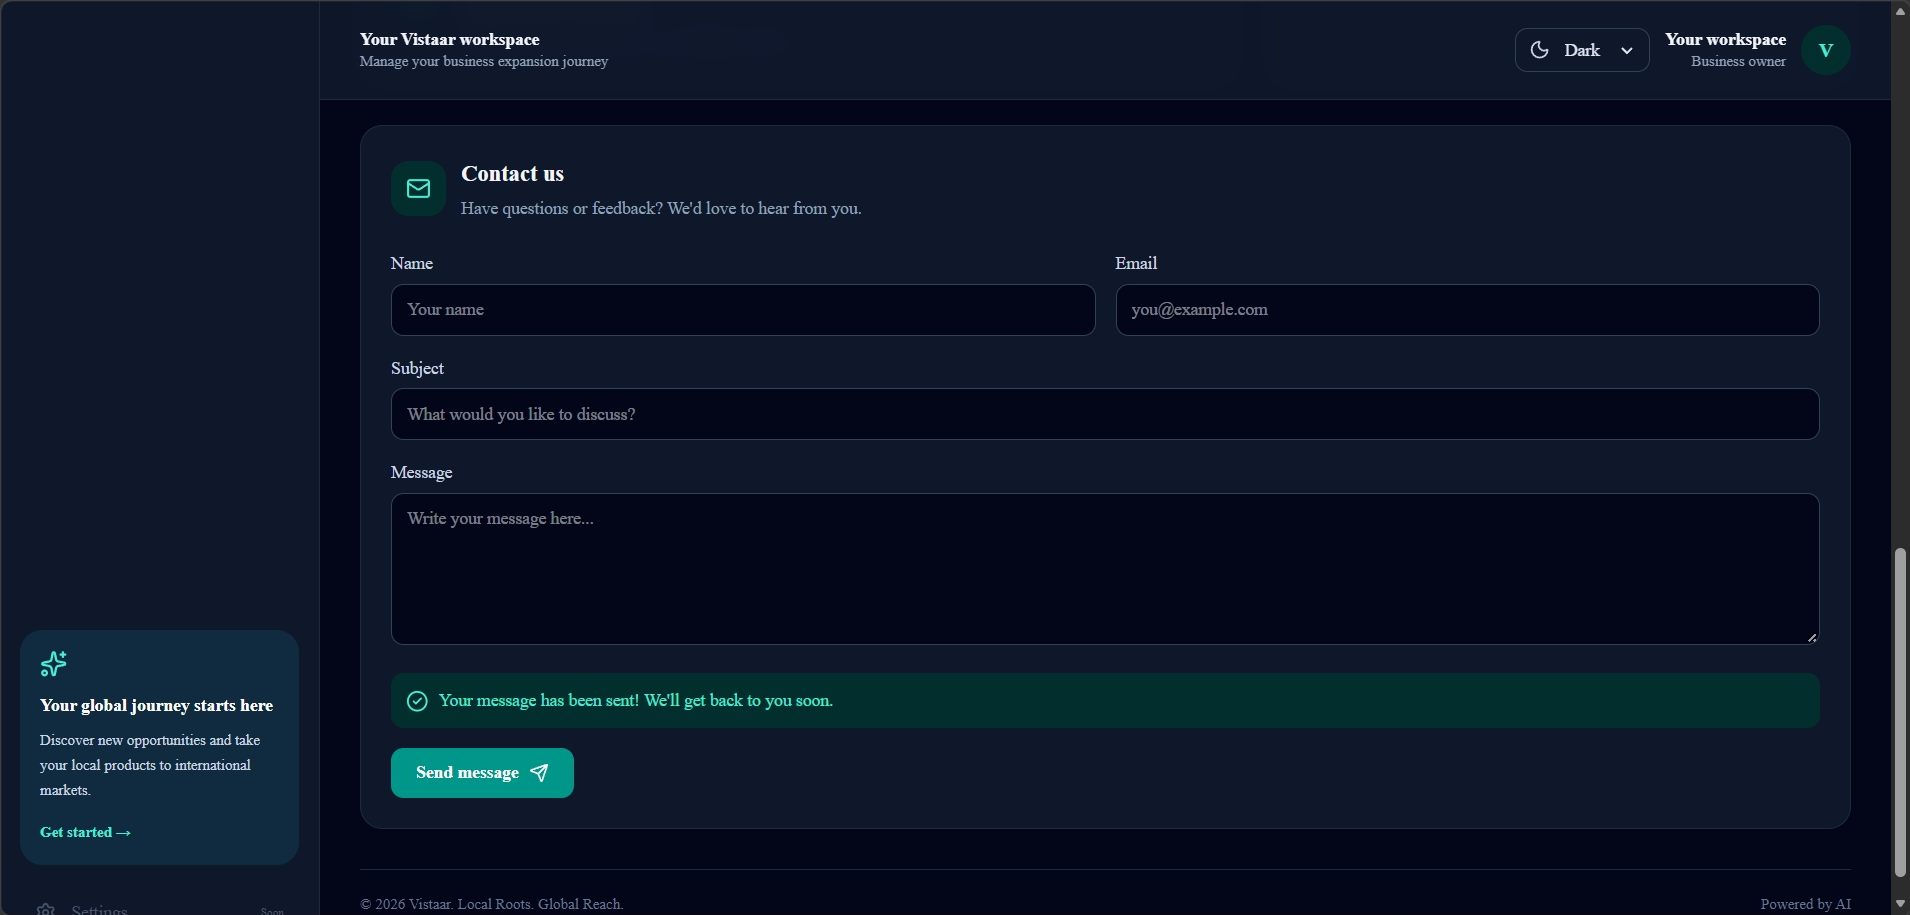 Your Vistaar workspace
Manage your business expansion journey
Dark
Your workspace
Business owner
V
Contact us
Have questions or feedback? We'd love to hear from you.
Name
Email
Your name
you@example.com
Subject
What would you like to discuss?
Message
Write your message here...
Your message has been sent! We'll get back to you soon.
Send message
Your global journey starts here
Discover new opportunities and take
your local products to international
markets.
Get started →
Settings
Soon
© 2026 Vistaar. Local Roots. Global Reach.
Powered by AI